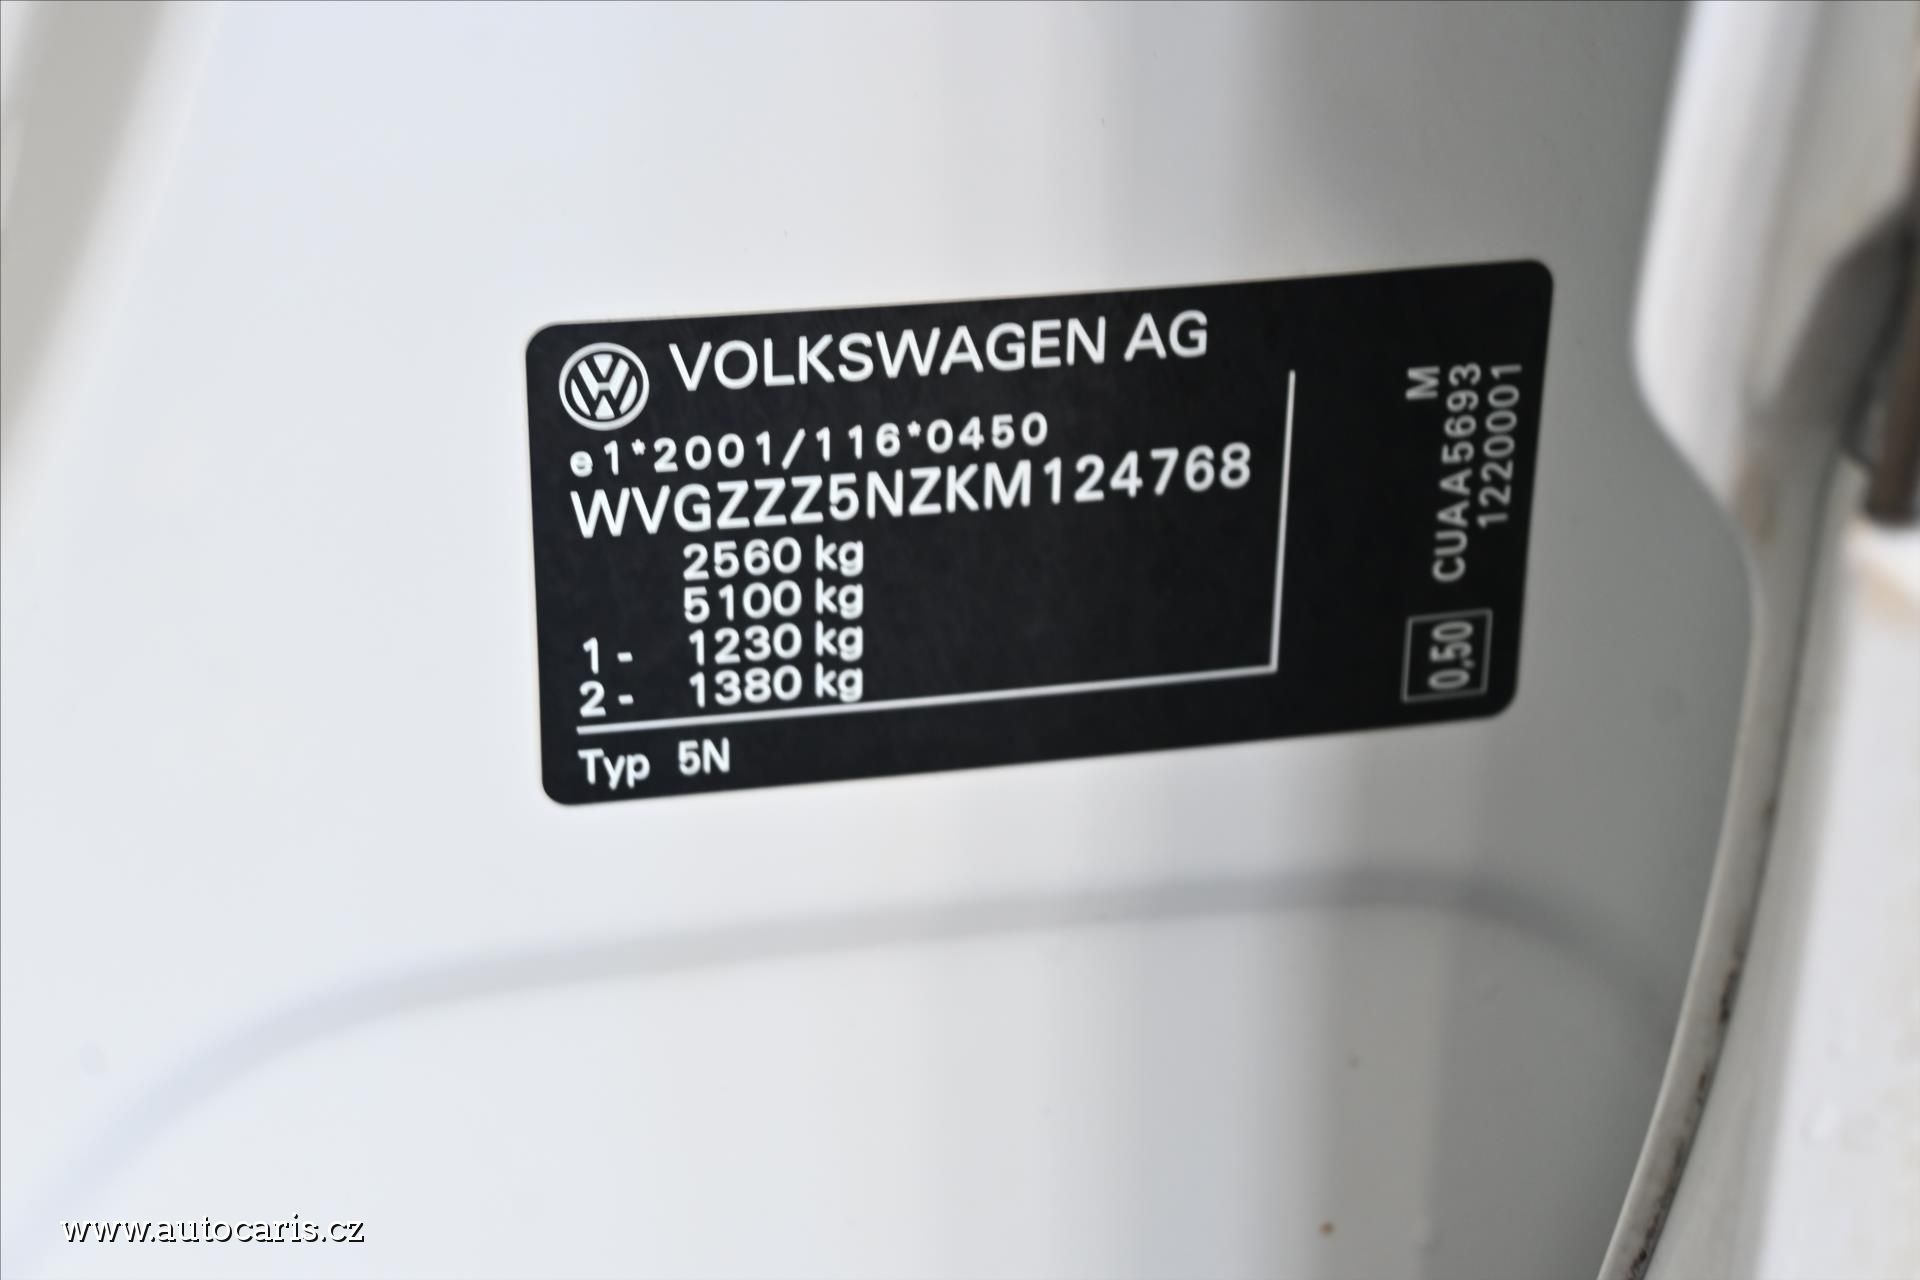 VOLKSWAGEN AG
e1*2001/116*0450
WVGZZZ5NZKM124768
2560 kg
5100 kg
1- 1230 kg
2- 1380 kg
Typ 5N
M
CUAA5693
1220001
0,50
www.autocaris.cz